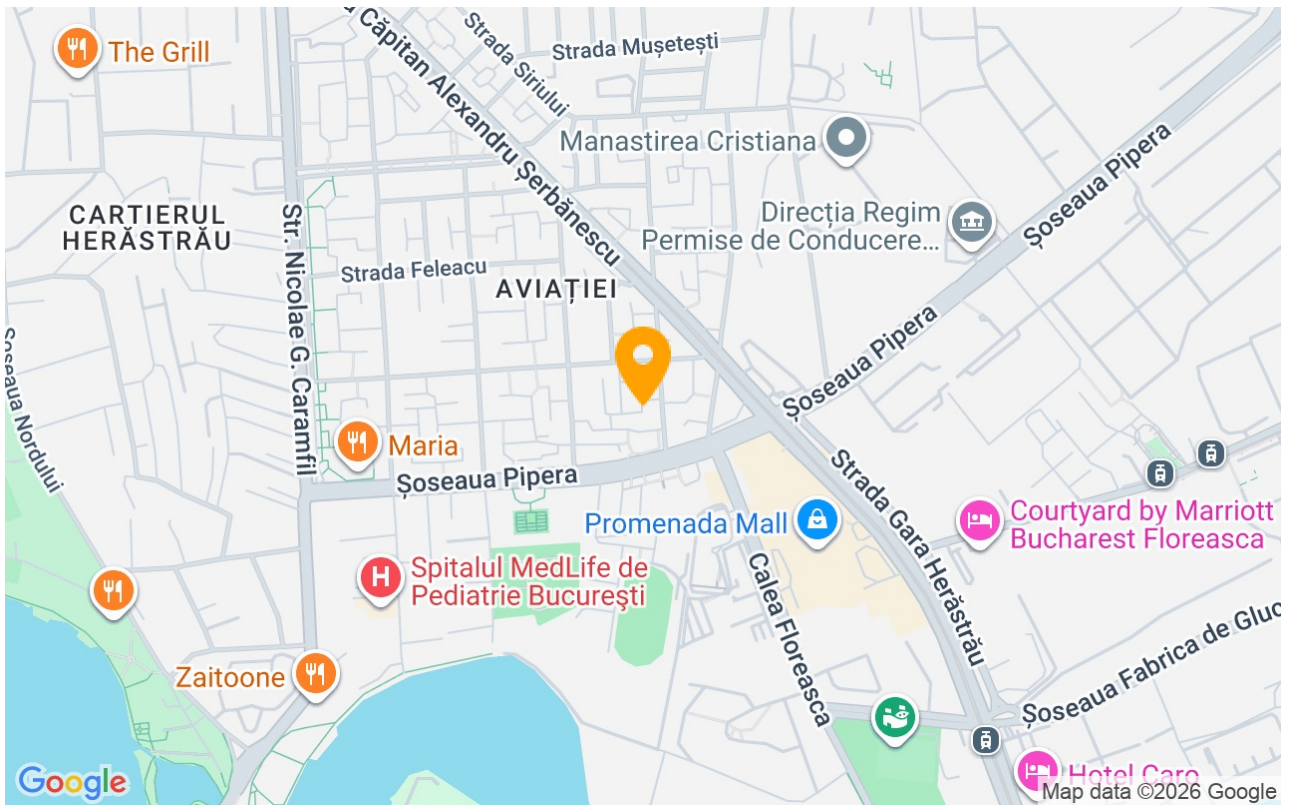 The Grill
Strada Mușetești
Strada Siriului
Căpitan Alexandru Șerbănescu
Manastirea Cristiana
Șoseaua Pipera
CARTIERUL
HERĂSTRĂU
Direcția Regim
Permise de Conducere...
Str. Nicolae G. Caramfil
Strada Feleacu
AVIAȚIEI
Șoseaua Nordului
Șoseaua Pipera
Maria
Șoseaua Pipera
Strada Gara Herăstrău
Promenada Mall
Courtyard by Marriott
Bucharest Floreasca
Spitalul MedLife de
Pediatrie București
Calea Floreasca
Șoseaua Fabrica de Gluc
Zaitoone
Hotel Caro
Google
Map data ©2026 Google